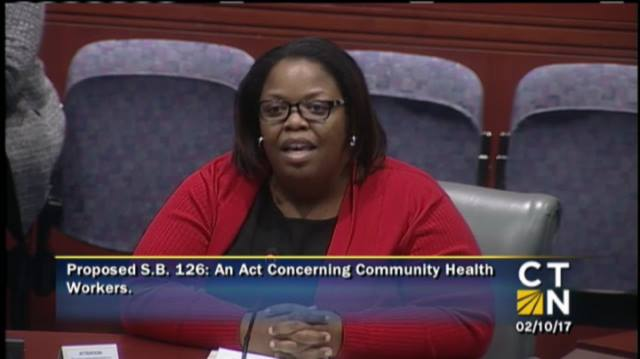 Proposed S.B. 126: An Act Concerning Community Health
Workers.
CT
N
02/10/17